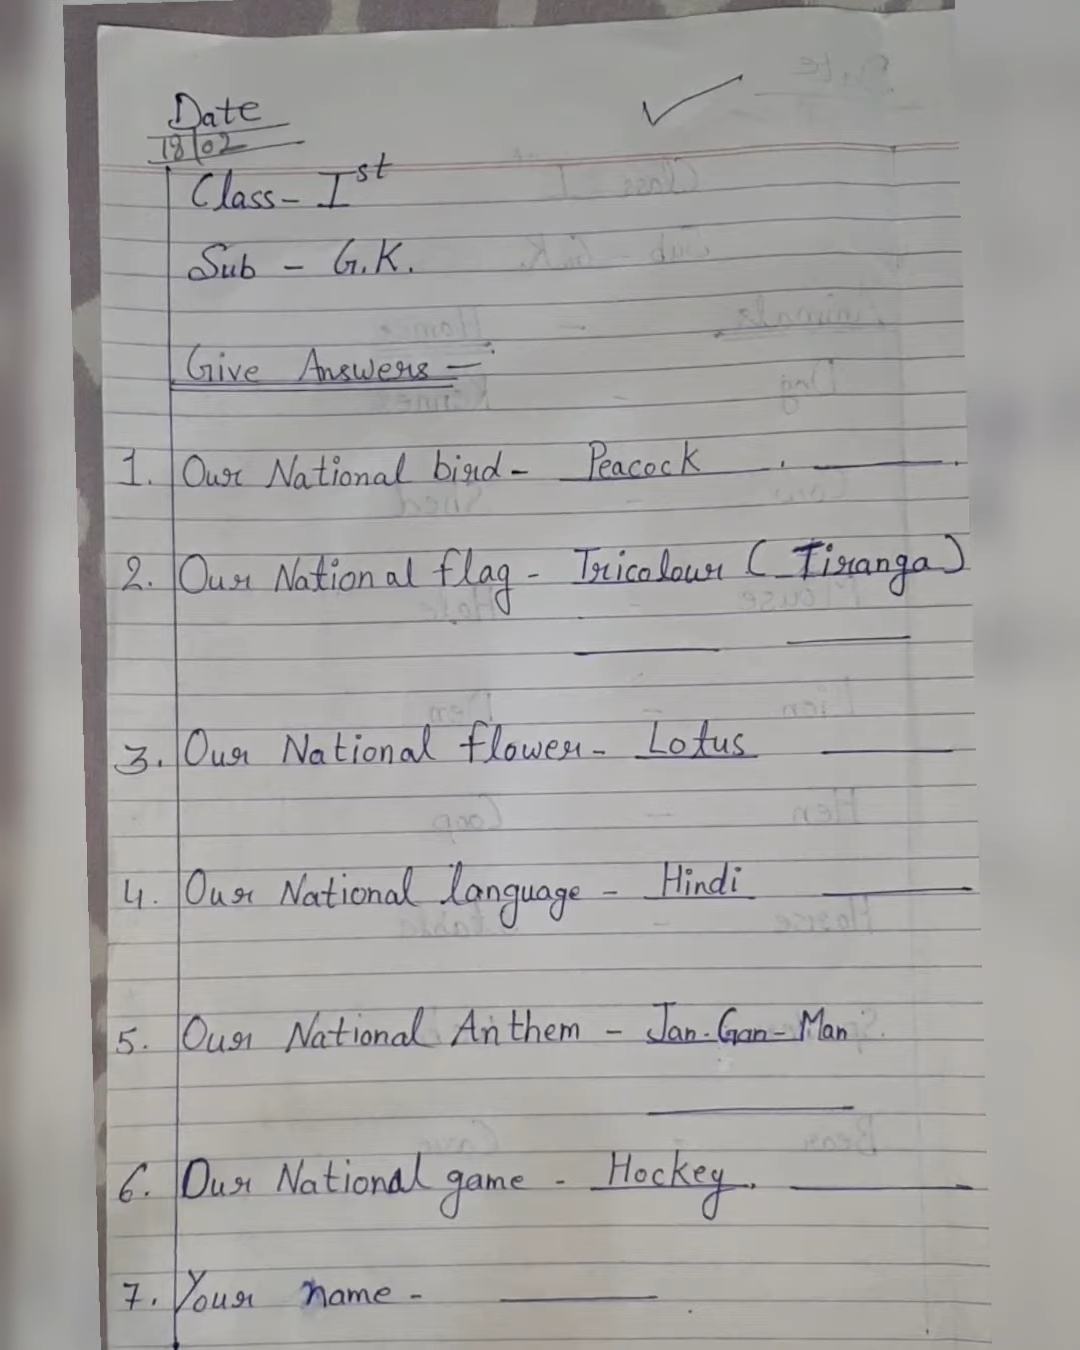 Date
18/02
Class - Ist
Sub - G.K.
Give Answers -:
1. Our National bird - Peacock
2. Our National flag - Tricolour (Tiranga)
3. Our National flower - Lotus
4. Our National language - Hindi
5. Our National Anthem - Jan-Gan-Man
6. Our National game - Hockey.
7. Your name -